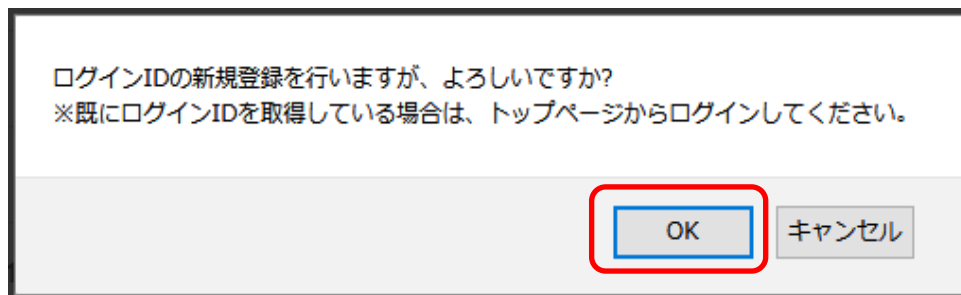 ログインIDの新規登録を行いますが、よろしいですか?
※既にログインIDを取得している場合は、トップページからログインしてください。
OK
キャンセル